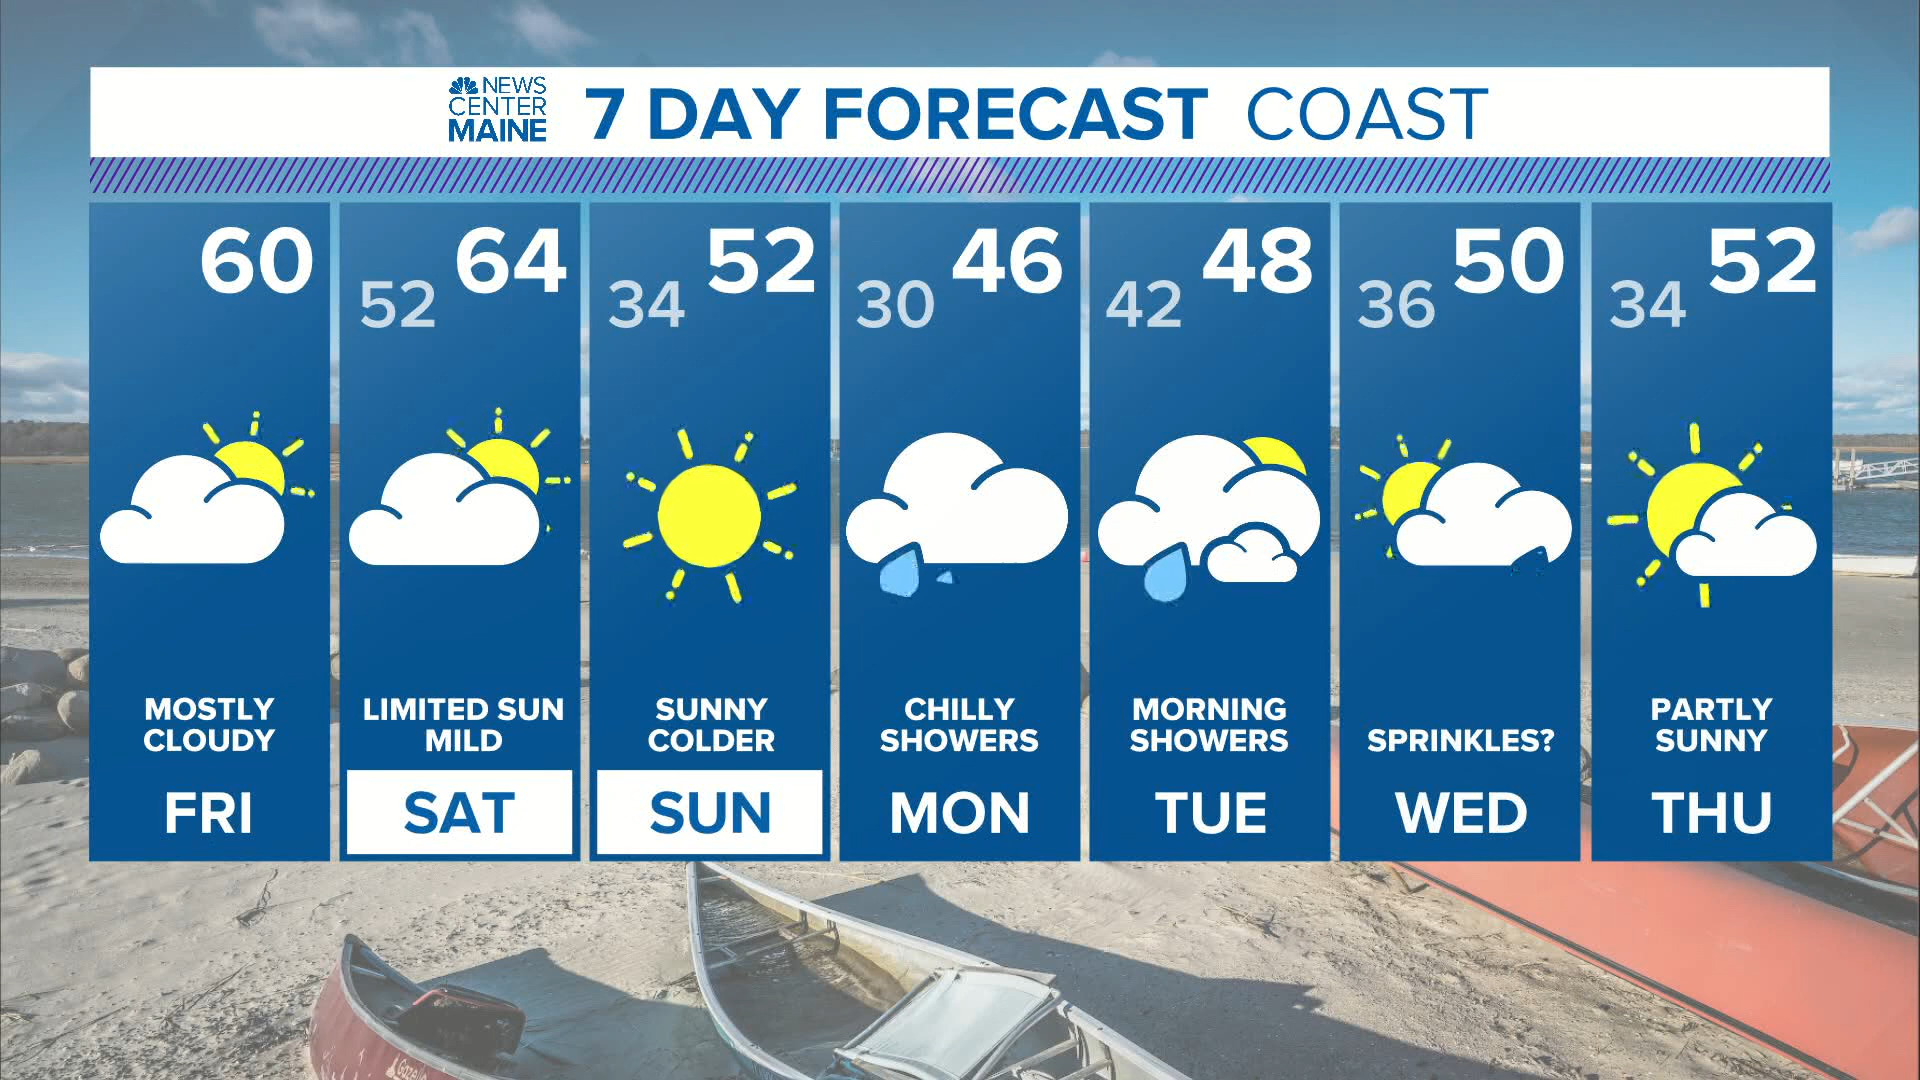 NEWS
CENTER
MAINE
7 DAY FORECAST COAST
60
MOSTLY
CLOUDY
FRI
52 64
LIMITED SUN
MILD
SAT
34 52
SUNNY
COLDER
SUN
30 46
CHILLY
SHOWERS
MON
42 48
MORNING
SHOWERS
TUE
36 50
SPRINKLES?
WED
34 52
PARTLY
SUNNY
THU